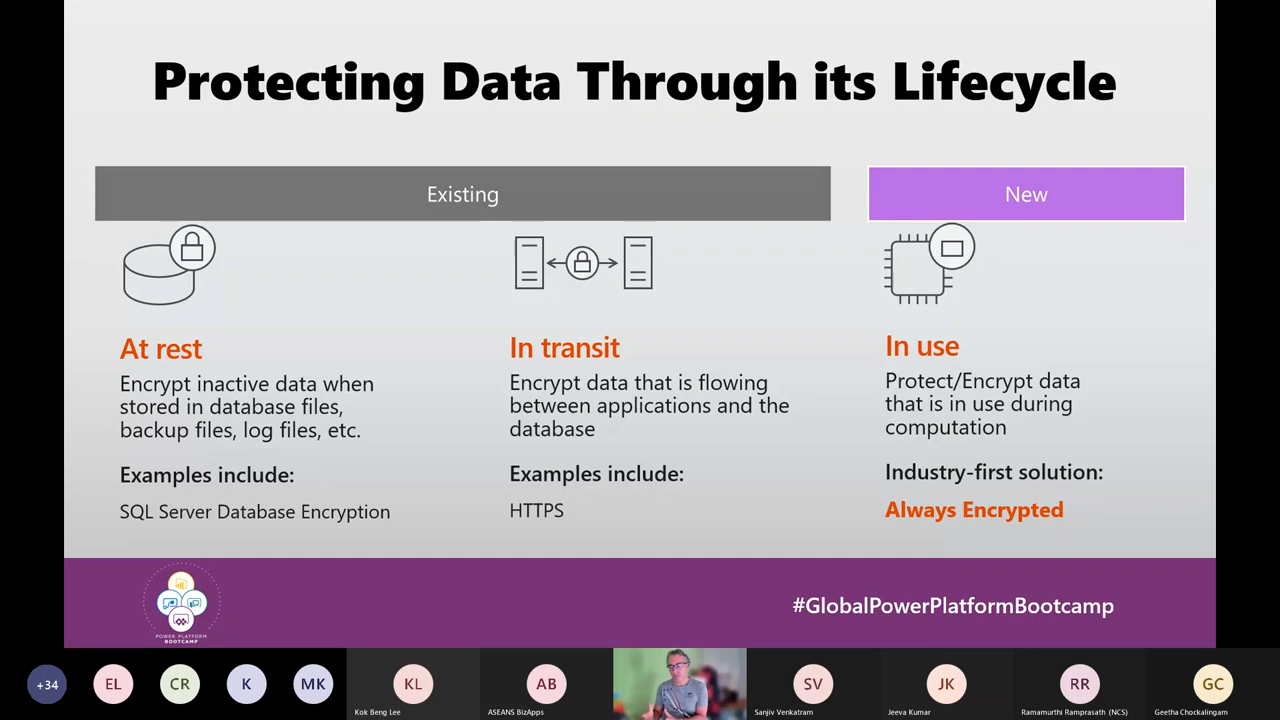 Protecting Data Through its Lifecycle
Existing
New
At rest
Encrypt inactive data when
stored in database files,
backup files, log files, etc.
Examples include:
SQL Server Database Encryption
In transit
Encrypt data that is flowing
between applications and the
database
Examples include:
HTTPS
In use
Protect/Encrypt data
that is in use during
computation
Industry-first solution:
Always Encrypted
POWER PLATFORM
BOOTCAMP
#GlobalPowerPlatformBootcamp
+34
EL
CR
K
MK
KL
Kok Beng Lee
AB
ASEANS BizApps
SV
Sanjiv Venkatram
JK
Jeeva Kumar
RR
Ramamurthi Ramprasath (NCS)
GC
Geetha Chockalingam